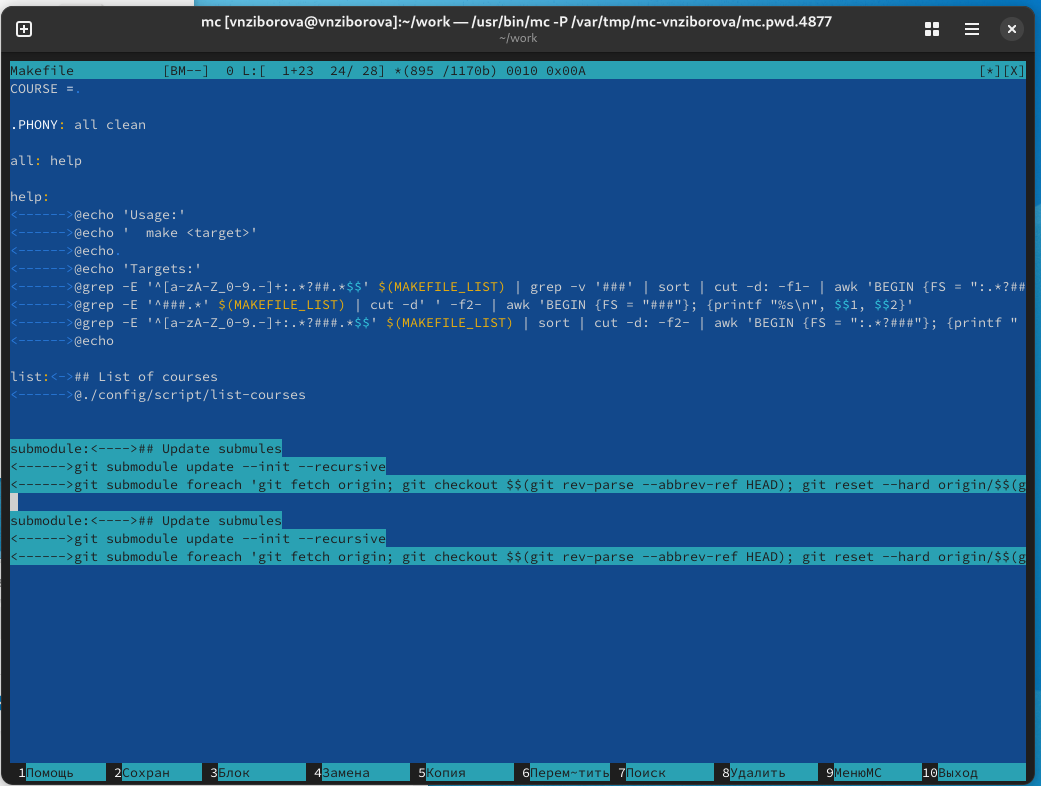 mc [vnziborova@vnziborova]:~/work — /usr/bin/mc -P /var/tmp/mc-vnziborova/mc.pwd.4877
~/work
Makefile           [BM--]  0 L:[  1+23  24/ 28] *(895 /1170b) 0010 0x00A                                                 [*][X]
COURSE =.

.PHONY: all clean

all: help

help:
<------>@echo 'Usage:'
<------>@echo '  make <target>'
<------>@echo.
<------>@echo 'Targets:'
<------>@grep -E '^[a-zA-Z_0-9.-]+:.*?##.*$$' $(MAKEFILE_LIST) | grep -v '###' | sort | cut -d: -f1- | awk 'BEGIN {FS = ":.*?##
<------>@grep -E '^###.*' $(MAKEFILE_LIST) | cut -d' ' -f2- | awk 'BEGIN {FS = "###"}; {printf "%s\n", $$1, $$2}'
<------>@grep -E '^[a-zA-Z_0-9.-]+:.*?###.*$$' $(MAKEFILE_LIST) | sort | cut -d: -f2- | awk 'BEGIN {FS = ":.*?###"}; {printf "
<------>@echo

list:<->## List of courses
<------>@./config/script/list-courses

submodule:<---->## Update submules
<------>git submodule update --init --recursive
<------>git submodule foreach 'git fetch origin; git checkout $$(git rev-parse --abbrev-ref HEAD); git reset --hard origin/$$(g

submodule:<---->## Update submules
<------>git submodule update --init --recursive
<------>git submodule foreach 'git fetch origin; git checkout $$(git rev-parse --abbrev-ref HEAD); git reset --hard origin/$$(g
1Помощь 2Сохран 3Блок 4Замена 5Копия 6Перем~тить 7Поиск 8Удалить 9МенюMC 10Выход